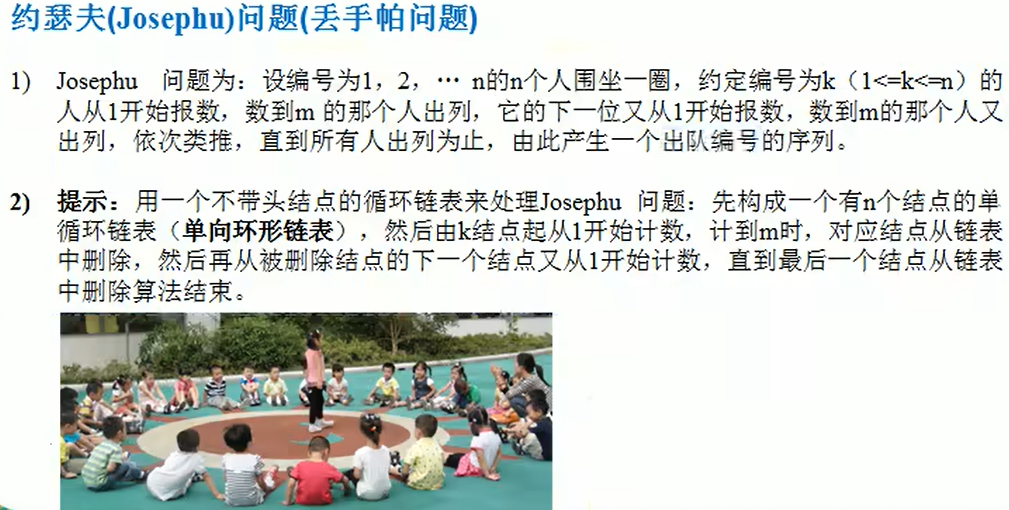 约瑟夫(Josephu)问题(丢手帕问题)
1) Josephu 问题为：设编号为1，2，… n的n个人围坐一圈，约定编号为k（1<=k<=n）的
人从1开始报数，数到m 的那个人出列，它的下一位又从1开始报数，数到m的那个人又
出列，依次类推，直到所有人出列为止，由此产生一个出队编号的序列。
2) 提示：用一个不带头结点的循环链表来处理Josephu 问题：先构成一个有n个结点的单
循环链表（单向环形链表），然后由k结点起从1开始计数，计到m时，对应结点从链表
中删除，然后再从被删除结点的下一个结点又从1开始计数，直到最后一个结点从链表
中删除算法结束。